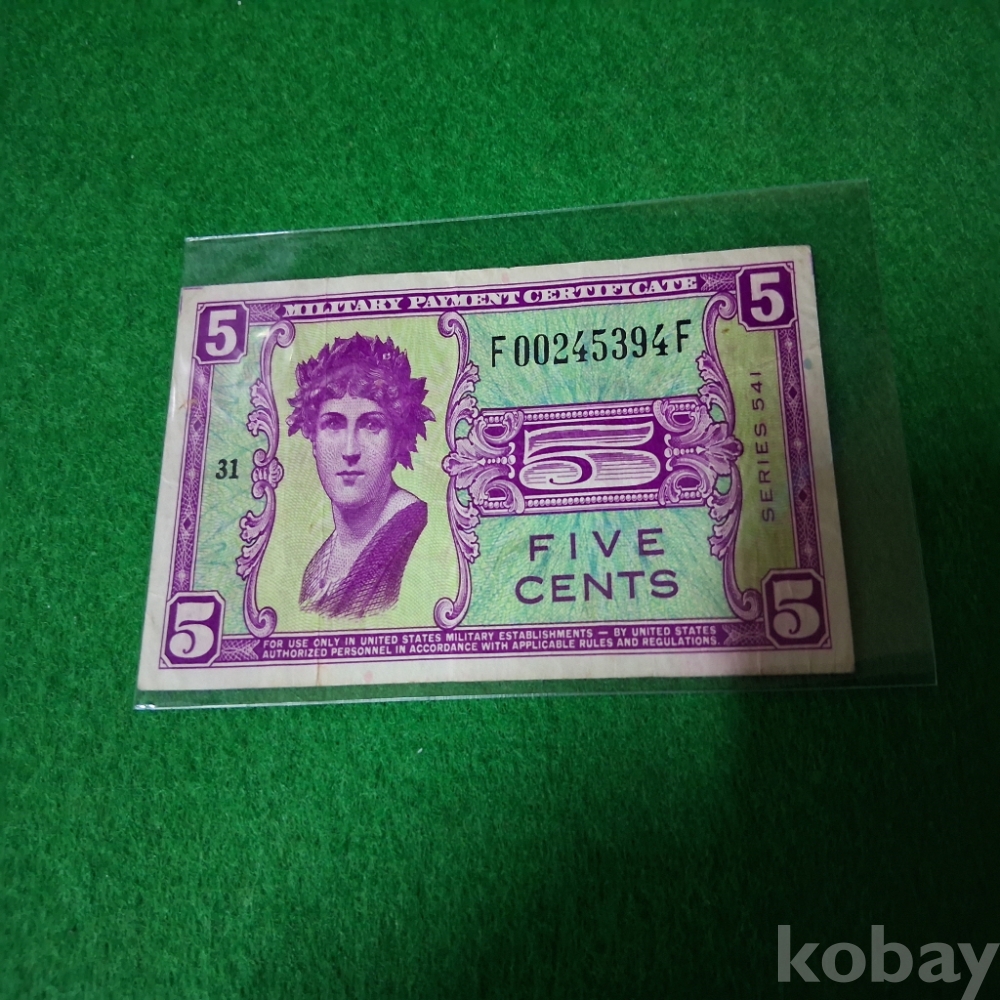 MILITARY PAYMENT CERTIFICATE
5
5
F00245394F
31
5
SERIES 541
FIVE
CENTS
5
5
FOR USE ONLY IN UNITED STATES MILITARY ESTABLISHMENTS — BY UNITED STATES
AUTHORIZED PERSONNEL IN ACCORDANCE WITH APPLICABLE RULES AND REGULATIONS.
kobay